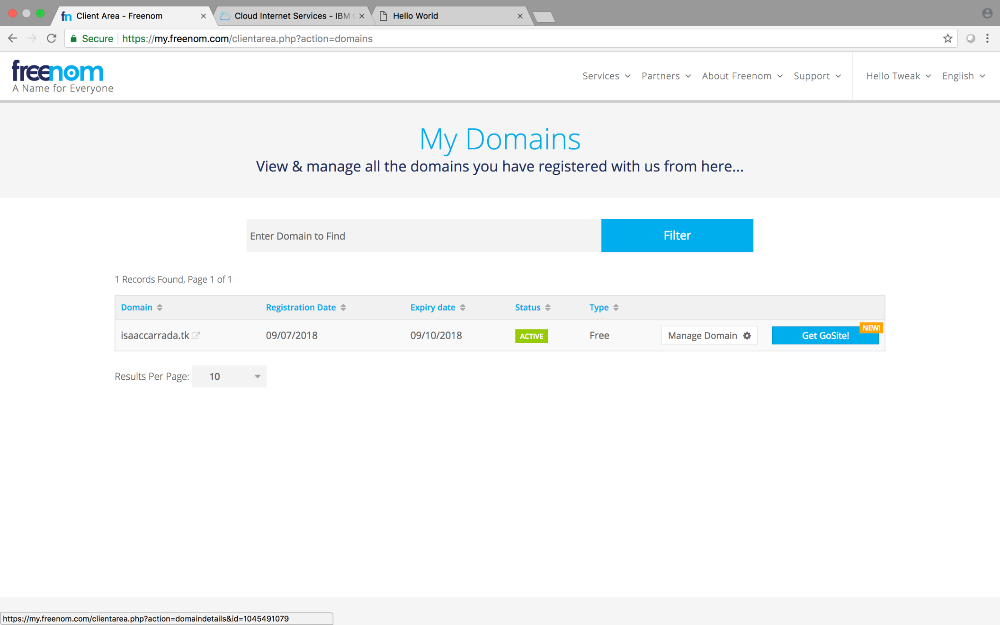 Client Area - Freenom
Cloud Internet Services - IBM
Hello World
Secure
https://my.freenom.com/clientarea.php?action=domains
freenom
A Name for Everyone
Services
Partners
About Freenom
Support
Hello Tweak
English
My Domains
View & manage all the domains you have registered with us from here...
Enter Domain to Find
Filter
1 Records Found, Page 1 of 1
Domain
Registration Date
Expiry date
Status
Type
isaaccarrada.tk
09/07/2018
09/10/2018
ACTIVE
Free
Manage Domain
Get GoSite!
NEW!
Results Per Page:
10
https://my.freenom.com/clientarea.php?action=domaindetails&id=1045491079